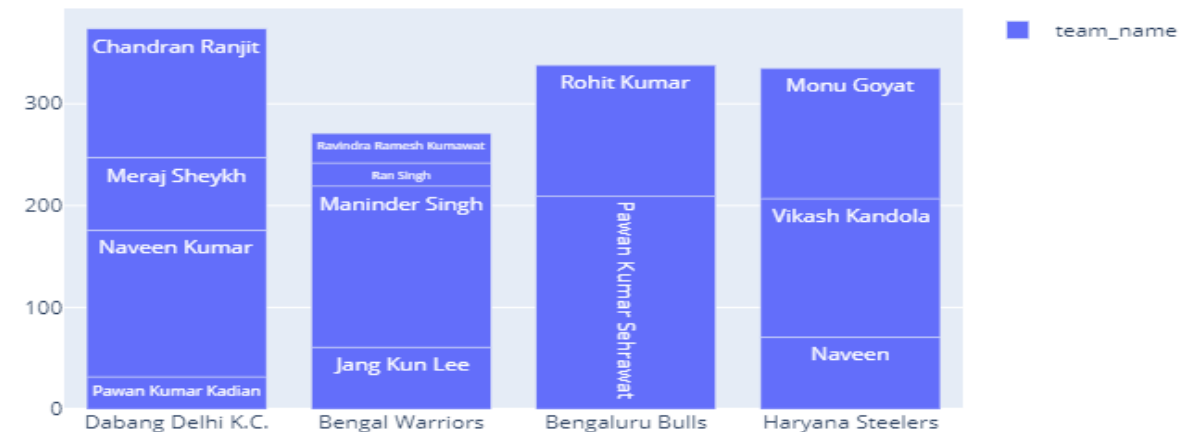 team_name
300
200
100
0
Chandran Ranjit
Meraj Sheykh
Naveen Kumar
Pawan Kumar Kadian
Ravindra Ramesh Kumawat
Ran Singh
Maninder Singh
Jang Kun Lee
Rohit Kumar
Pawan Kumar Sehrawat
Monu Goyat
Vikash Kandola
Naveen
Dabang Delhi K.C.
Bengal Warriors
Bengaluru Bulls
Haryana Steelers